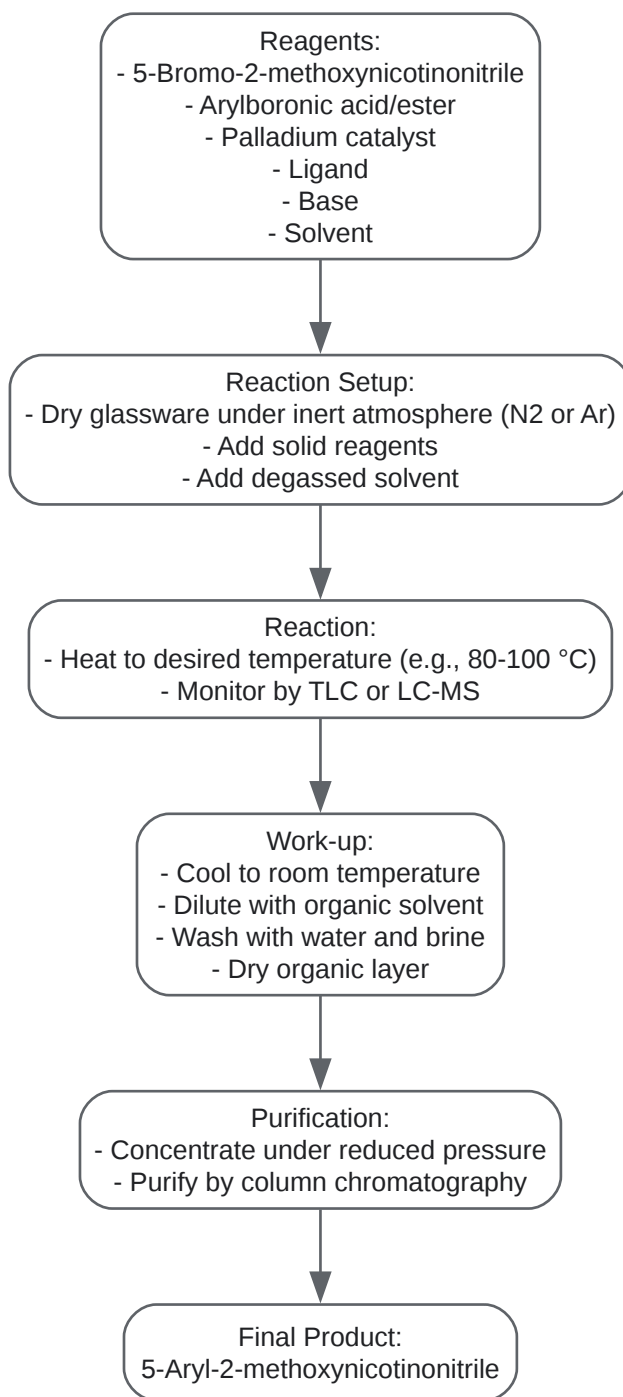 Reagents:
- 5-Bromo-2-methoxynicotinonitrile
- Arylboronic acid/ester
- Palladium catalyst
- Ligand
- Base
- Solvent
Reaction Setup:
- Dry glassware under inert atmosphere (N2 or Ar)
- Add solid reagents
- Add degassed solvent
Reaction:
- Heat to desired temperature (e.g., 80-100 °C)
- Monitor by TLC or LC-MS
Work-up:
- Cool to room temperature
- Dilute with organic solvent
- Wash with water and brine
- Dry organic layer
Purification:
- Concentrate under reduced pressure
- Purify by column chromatography
Final Product:
5-Aryl-2-methoxynicotinonitrile